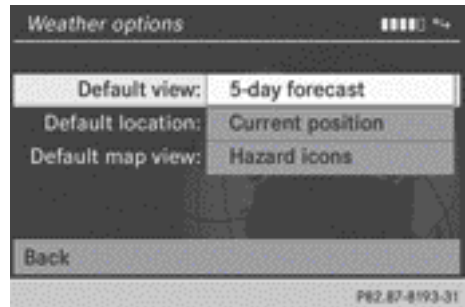 Weather options
Default view: 5-day forecast
Default location: Current position
Default map view: Hazard icons
Back
P82.87-8193-31